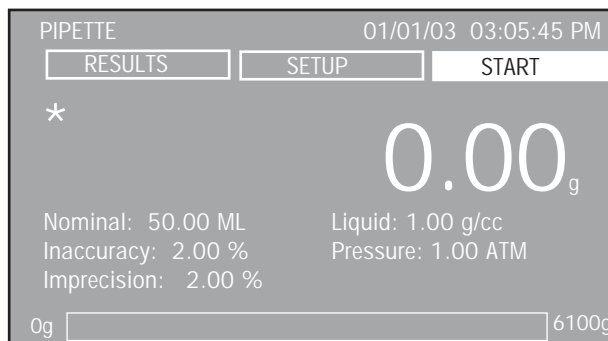 PIPETTE 01/01/03 03:05:45 PM
RESULTS SETUP START
*
0.00 g
Nominal: 50.00 ML Liquid: 1.00 g/cc
Inaccuracy: 2.00 % Pressure: 1.00 ATM
Imprecision: 2.00 %
0g 6100g